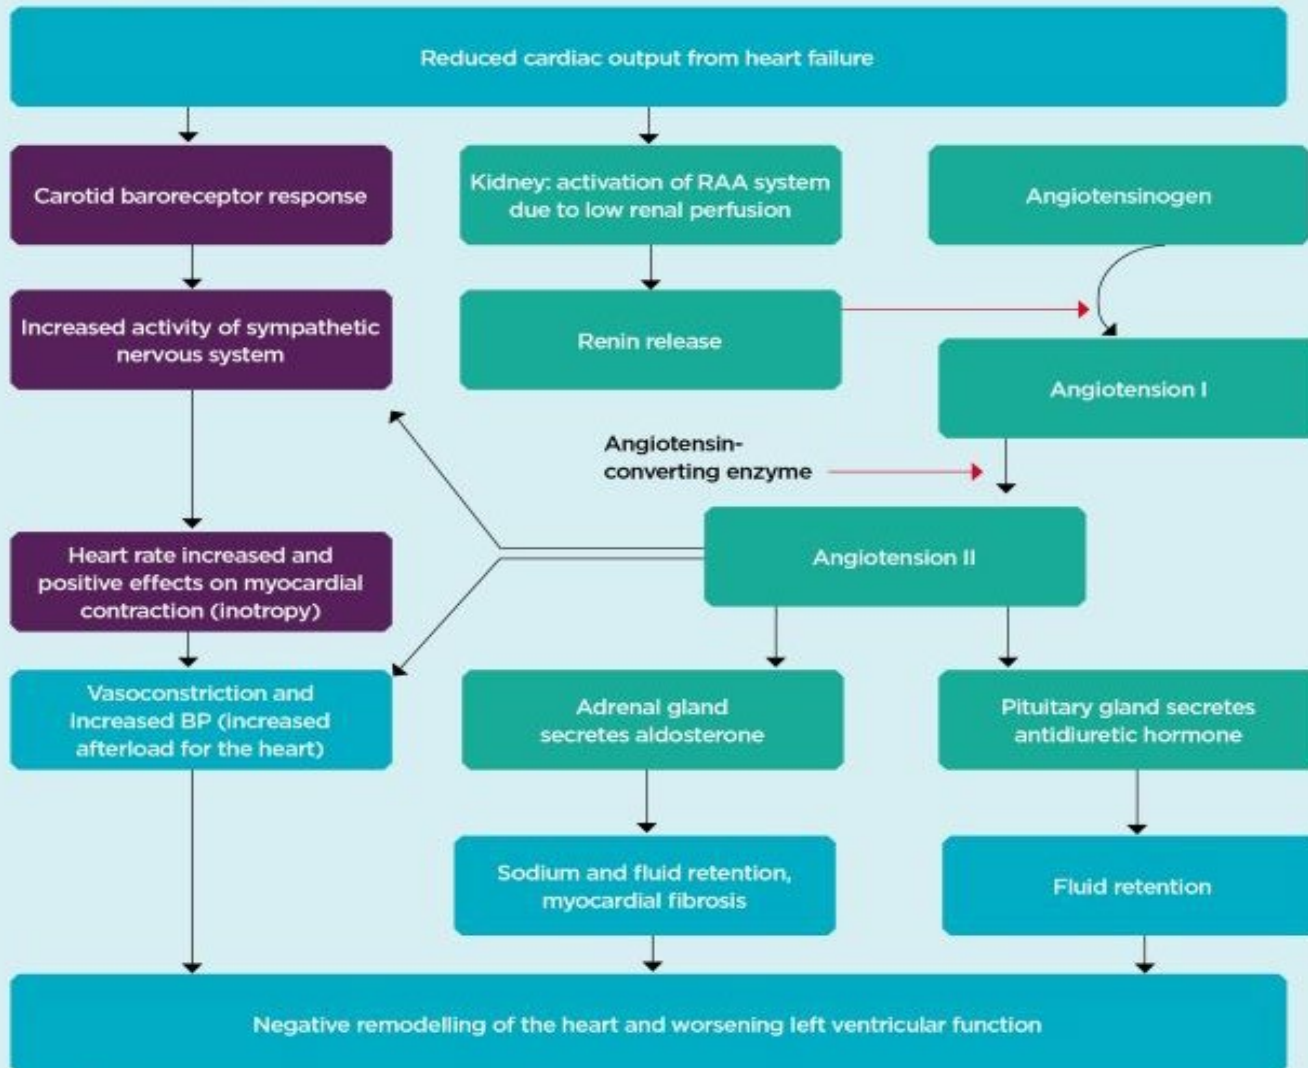 Reduced cardiac output from heart failure
Carotid baroreceptor response
Kidney: activation of RAA system
due to low renal perfusion
Angiotensinogen
Increased activity of sympathetic
nervous system
Renin release
Angiotension I
Angiotensin-
converting enzyme
Heart rate increased and
positive effects on myocardial
contraction (inotropy)
Angiotension II
Vasoconstriction and
Increased BP (increased
afterload for the heart)
Adrenal gland
secretes aldosterone
Pituitary gland secretes
antidiuretic hormone
Sodium and fluid retention,
myocardial fibrosis
Fluid retention
Negative remodelling of the heart and worsening left ventricular function